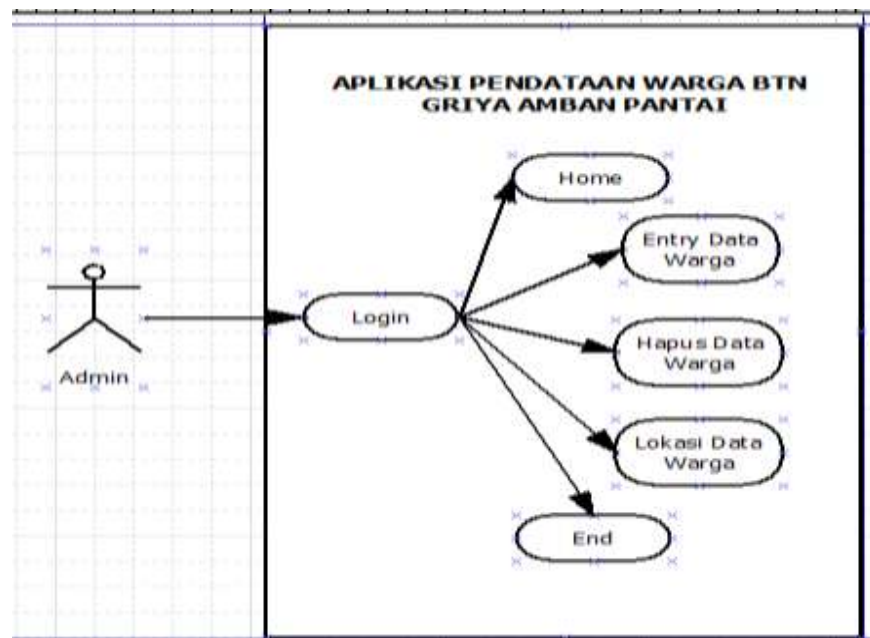 APLIKASI PENDATAAN WARGA BTN
GRIYA AMBAN PANTAI
Home
Entry Data
Warga
Login
Hapus Data
Warga
Admin
Lokasi Data
Warga
End